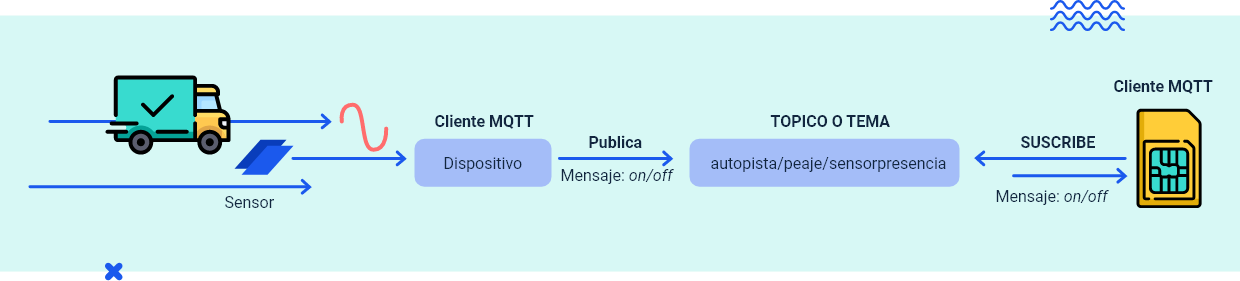 Sensor
Cliente MQTT
Dispositivo
Publica
Mensaje: on/off
TOPICO O TEMA
autopista/peaje/sensorpresencia
SUSCRIBE
Mensaje: on/off
Cliente MQTT